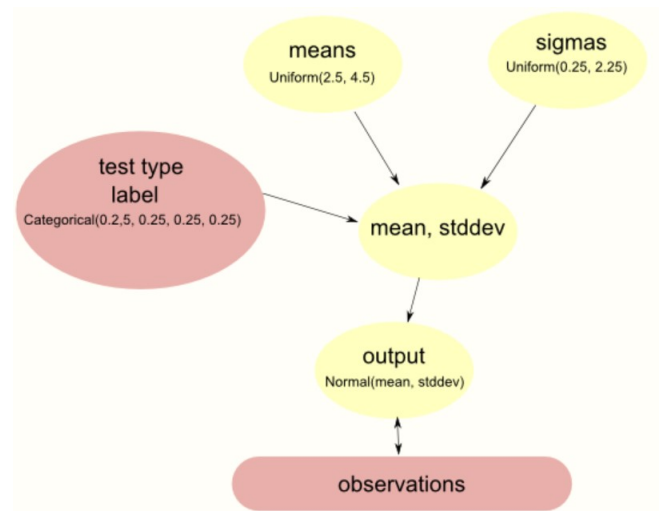 means
Uniform(2.5, 4.5)
sigmas
Uniform(0.25, 2.25)
test type
label
Categorical(0.2,5, 0.25, 0.25, 0.25)
mean, stddev
output
Normal(mean, stddev)
observations